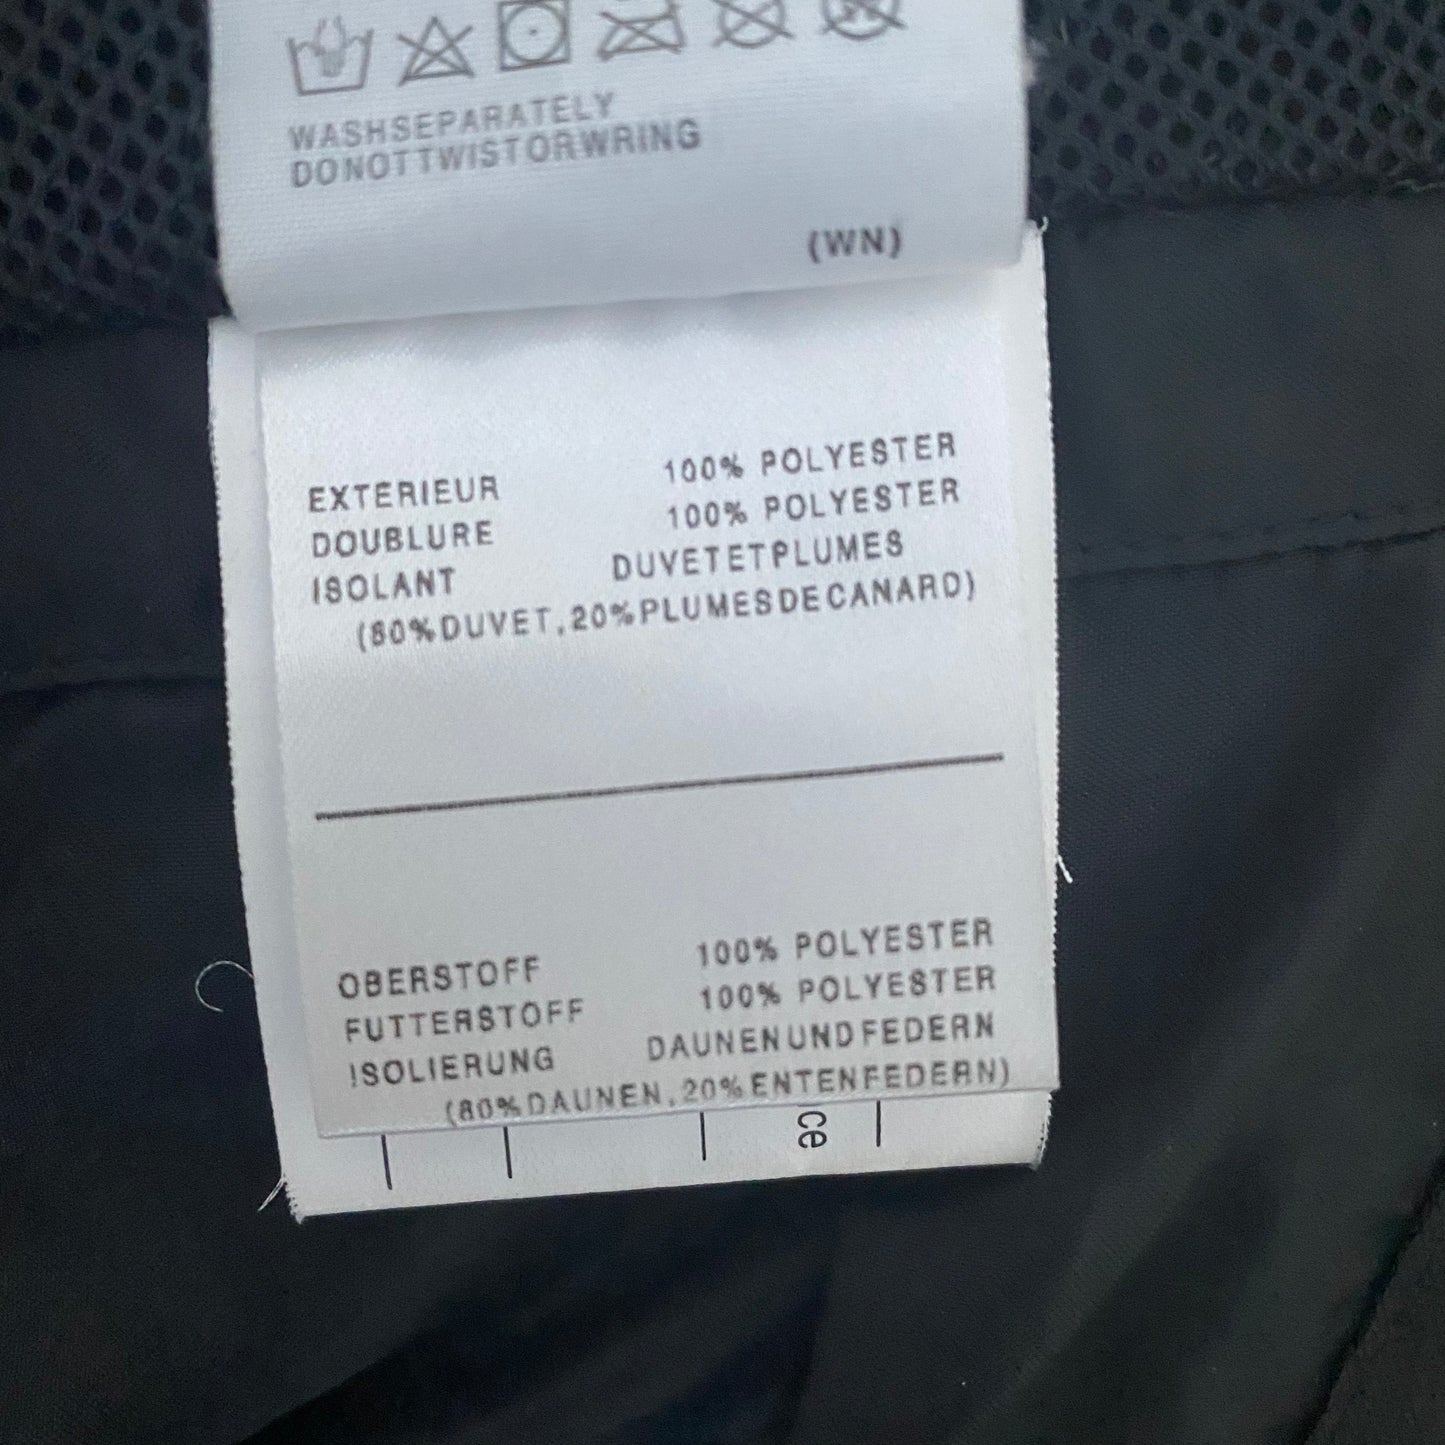 WASHSEPARATELY
DONOTTWISTORWRING
(WN)
EXTERIEUR 100% POLYESTER
DOUBLURE 100% POLYESTER
ISOLANT DUVETETPLUMES
(80%DUVET,20%PLUMESDECANARD)
OBERSTOFF 100% POLYESTER
FUTTERSTOFF 100% POLYESTER
ISOLIERUNG DAUNENUNDFEDERN
(80%DAUNEN,20%ENTENFEDERN)
ce